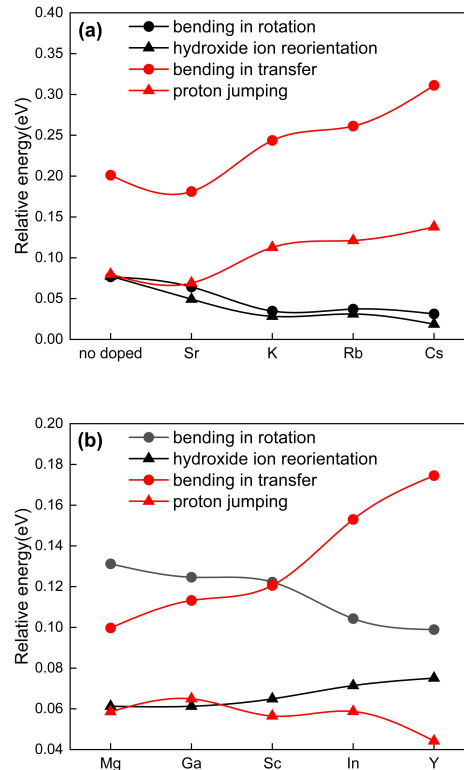 (a)
bending in rotation
hydroxide ion reorientation
bending in transfer
proton jumping
Relative energy(eV)
0.40
0.35
0.30
0.25
0.20
0.15
0.10
0.05
0.00
no doped Sr K Rb Cs
(b)
bending in rotation
hydroxide ion reorientation
bending in transfer
proton jumping
Relative energy(eV)
0.20
0.18
0.16
0.14
0.12
0.10
0.08
0.06
0.04
Mg Ga Sc In Y